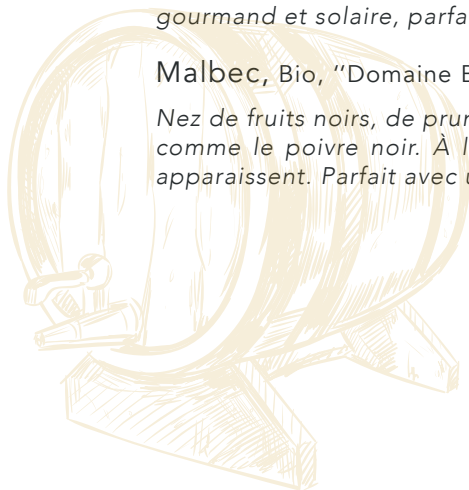 gourmand et solaire, parfa
Malbec, Bio, "Domaine
Nez de fruits noirs, de
comme le poivre noir. À
apparaissent. Parfait avec